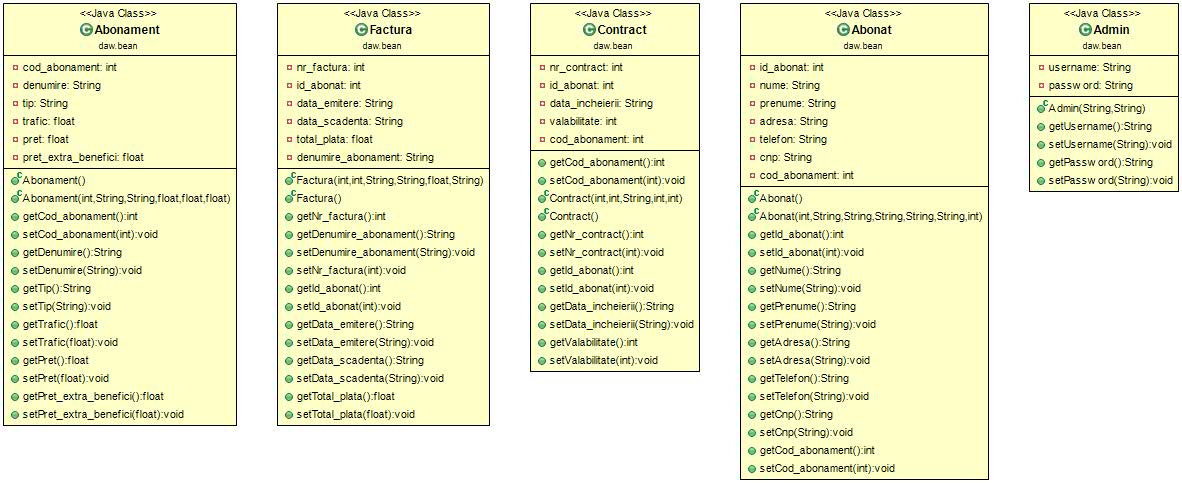 <<Java Class>>
Abonament
daw.bean
cod_abonament: int
denumire: String
tip: String
trafic: float
pret: float
pret_extra_benefici: float
Abonament()
Abonament(int,String,String,float,float,float)
getCod_abonament():int
setCod_abonament(int):void
getDenumire():String
setDenumire(String):void
getTip():String
setTip(String):void
getTrafic():float
setTrafic(float):void
getPret():float
setPret(float):void
getPret_extra_benefici():float
setPret_extra_benefici(float):void
<<Java Class>>
Factura
daw.bean
nr_factura: int
id_abonat: int
data_emitere: String
data_scadenta: String
total_plata: float
denumire_abonament: String
Factura(int,int,String,String,float,String)
Factura()
getNr_factura():int
getDenumire_abonament():String
setDenumire_abonament(String):void
setNr_factura(int):void
getId_abonat():int
setId_abonat(int):void
getData_emitere():String
setData_emitere(String):void
getData_scadenta():String
setData_scadenta(String):void
getTotal_plata():float
setTotal_plata(float):void
<<Java Class>>
Contract
daw.bean
nr_contract: int
id_abonat: int
data_incheierii: String
valabilitate: int
cod_abonament: int
getCod_abonament():int
setCod_abonament(int):void
Contract(int,int,String,int,int)
Contract()
getNr_contract():int
setNr_contract(int):void
getId_abonat():int
setId_abonat(int):void
getData_incheierii():String
setData_incheierii(String):void
getValabilitate():int
setValabilitate(int):void
<<Java Class>>
Abonat
daw.bean
id_abonat: int
nume: String
prenume: String
adresa: String
telefon: String
cnp: String
cod_abonament: int
Abonat()
Abonat(int,String,String,String,String,String,int)
getId_abonat():int
setId_abonat(int):void
getNume():String
setNume(String):void
getPrenume():String
setPrenume(String):void
getAdresa():String
setAdresa(String):void
getTelefon():String
setTelefon(String):void
getCnp():String
setCnp(String):void
getCod_abonament():int
setCod_abonament(int):void
<<Java Class>>
Admin
daw.bean
username: String
password: String
Admin(String,String)
getUsername():String
setUsername(String):void
getPassword():String
setPassword(String):void